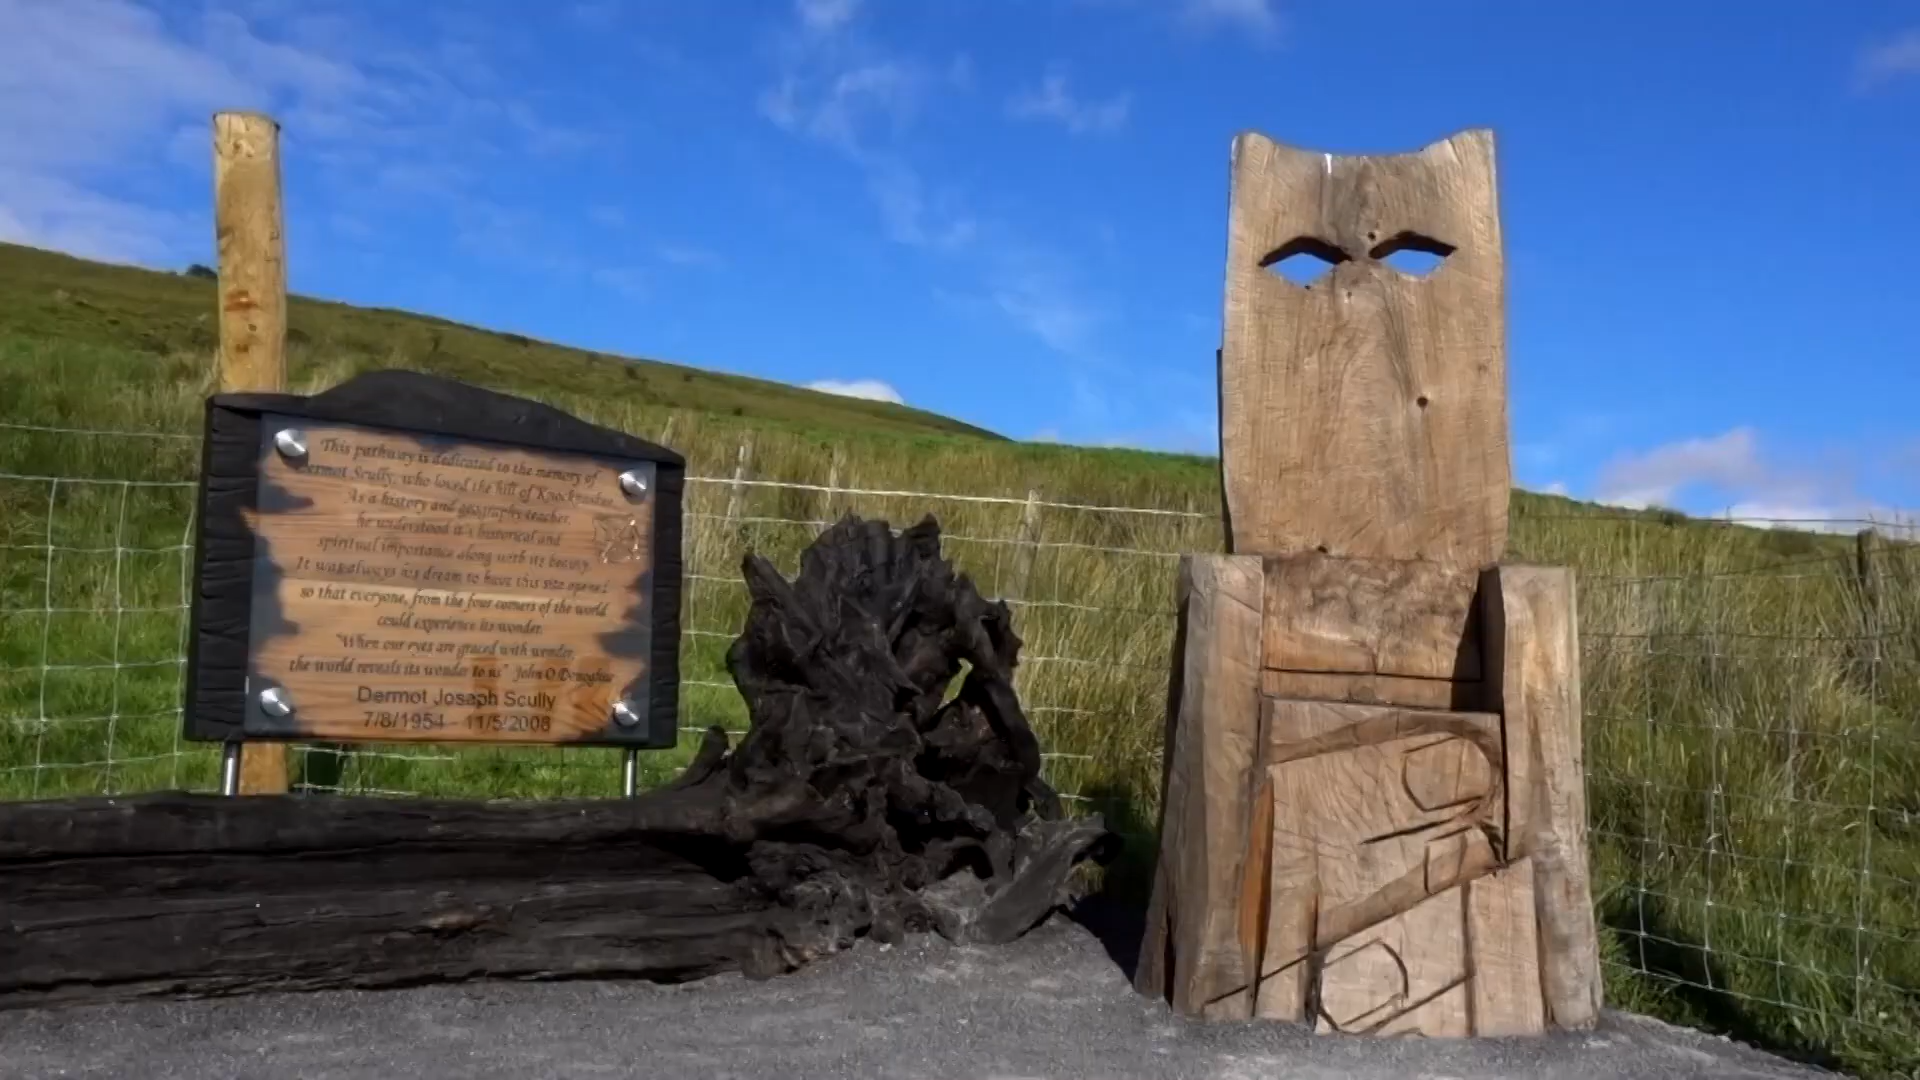 This pathway is dedicated to the memory of
Dermot Scully, who loved the hill of Knocknashee.
As a history and geography teacher,
he understood it's historical and
spiritual importance along with its beauty.
It was always his dream to have this site opened
so that everyone, from the four corners of the world
could experience its wonder.
"When our eyes are graced with wonder,
the world reveals its wonder to us" John O Donoghue
Dermot Joseph Scully
7/8/1954 - 11/5/2008